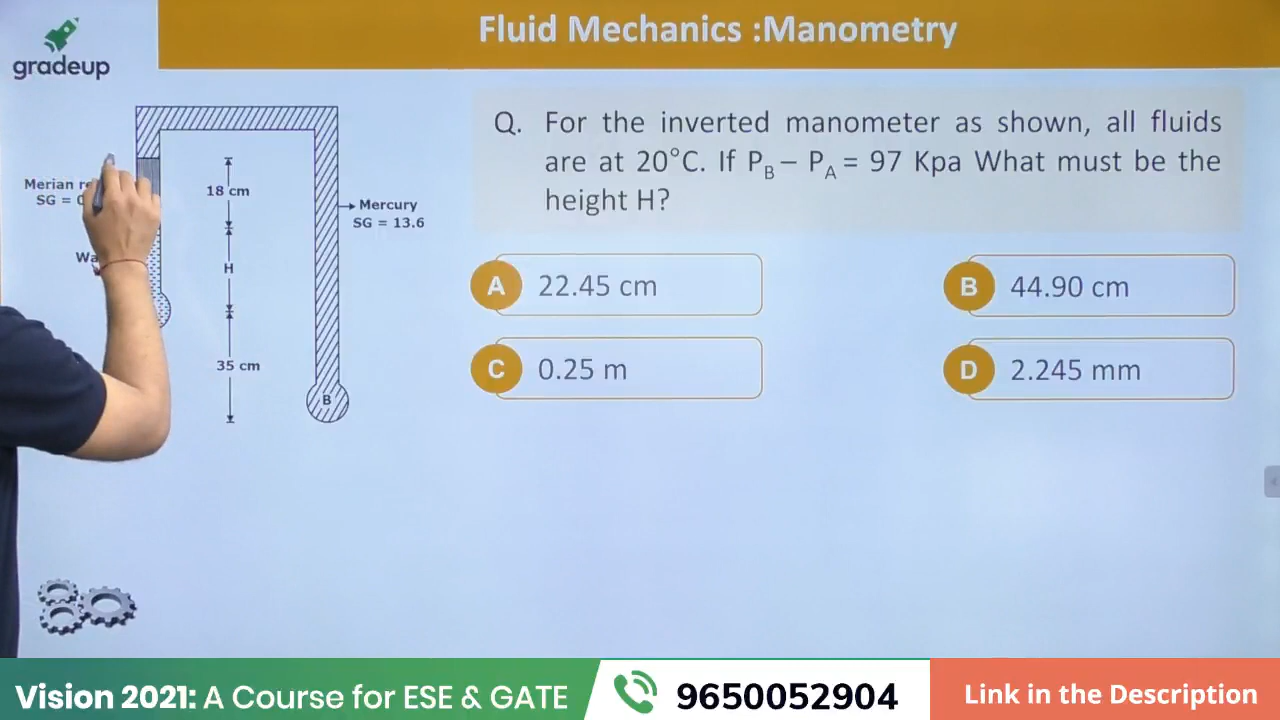 gradeup
Fluid Mechanics :Manometry
Q. For the inverted manometer as shown, all fluids
are at 20°C. If P_B – P_A = 97 Kpa What must be the
height H?
Merian
SG =
18 cm
Mercury
SG = 13.6
H
35 cm
B
A 22.45 cm
B 44.90 cm
C 0.25 m
D 2.245 mm
Vision 2021: A Course for ESE & GATE
9650052904
Link in the Description